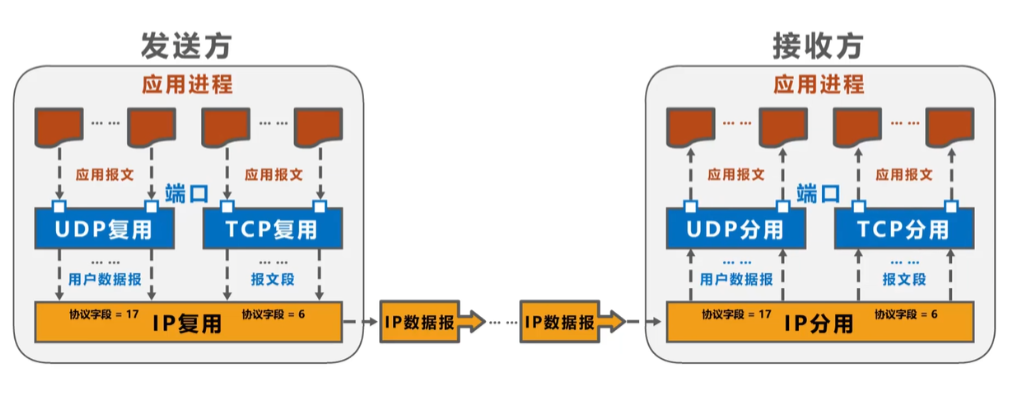 发送方
接收方
应用进程
应用进程
... ...
... ...
... ...
... ...
应用报文
应用报文
应用报文
应用报文
端口
端口
UDP复用
TCP复用
UDP分用
TCP分用
... ...
... ...
... ...
... ...
用户数据报
报文段
用户数据报
报文段
协议字段 = 17
IP复用
协议字段 = 6
IP数据报
... ...
IP数据报
协议字段 = 17
IP分用
协议字段 = 6